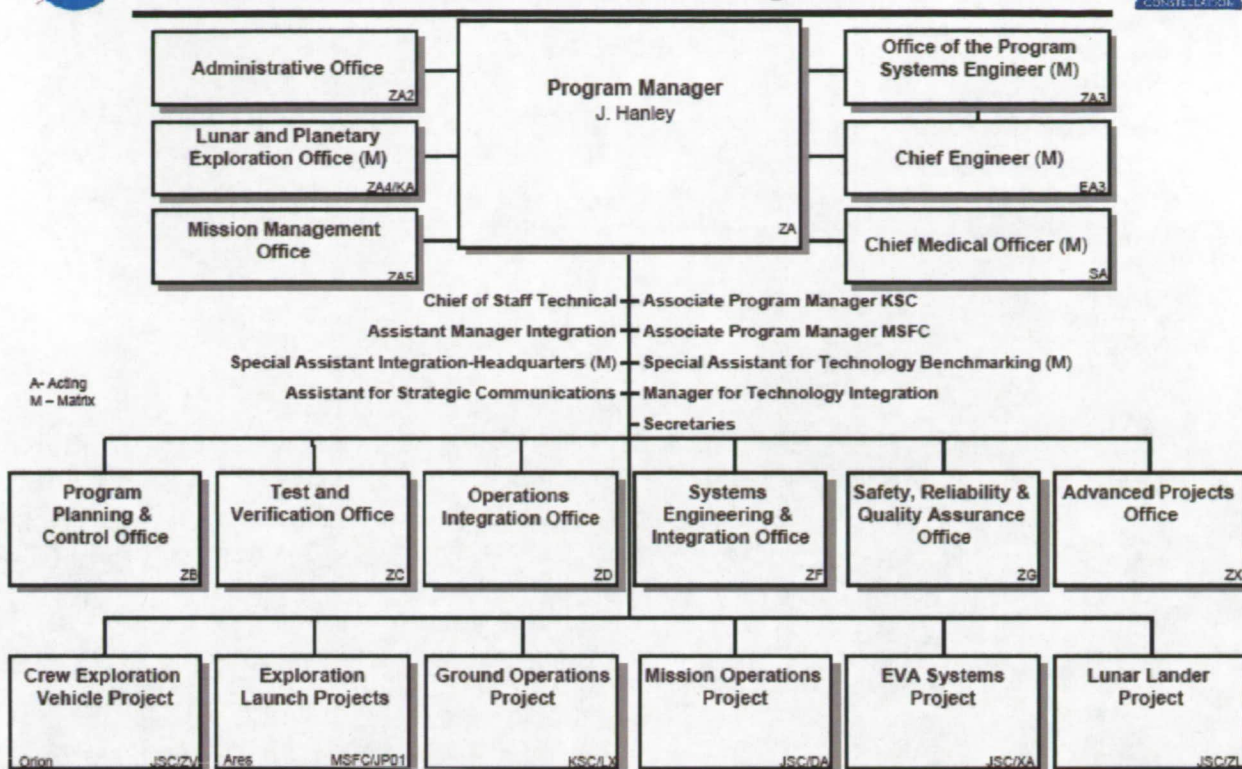 CONSTELLATION
Administrative Office
ZA2
Lunar and Planetary
Exploration Office (M)
ZA4/KA
Mission Management
Office
ZA5
Program Manager
J. Hanley
ZA
Office of the Program
Systems Engineer (M)
ZA3
Chief Engineer (M)
EA3
Chief Medical Officer (M)
SA
Chief of Staff Technical
Associate Program Manager KSC
Assistant Manager Integration
Associate Program Manager MSFC
Special Assistant Integration-Headquarters (M)
Special Assistant for Technology Benchmarking (M)
Assistant for Strategic Communications
Manager for Technology Integration
Secretaries
A- Acting
M – Matrix
Program
Planning &
Control Office
ZB
Test and
Verification Office
ZC
Operations
Integration Office
ZD
Systems
Engineering &
Integration Office
ZF
Safety, Reliability &
Quality Assurance
Office
ZG
Advanced Projects
Office
ZX
Crew Exploration
Vehicle Project
Orion JSC/ZV
Exploration
Launch Projects
Ares MSFC/JP01
Ground Operations
Project
KSC/LX
Mission Operations
Project
JSC/DA
EVA Systems
Project
JSC/XA
Lunar Lander
Project
JSC/ZL